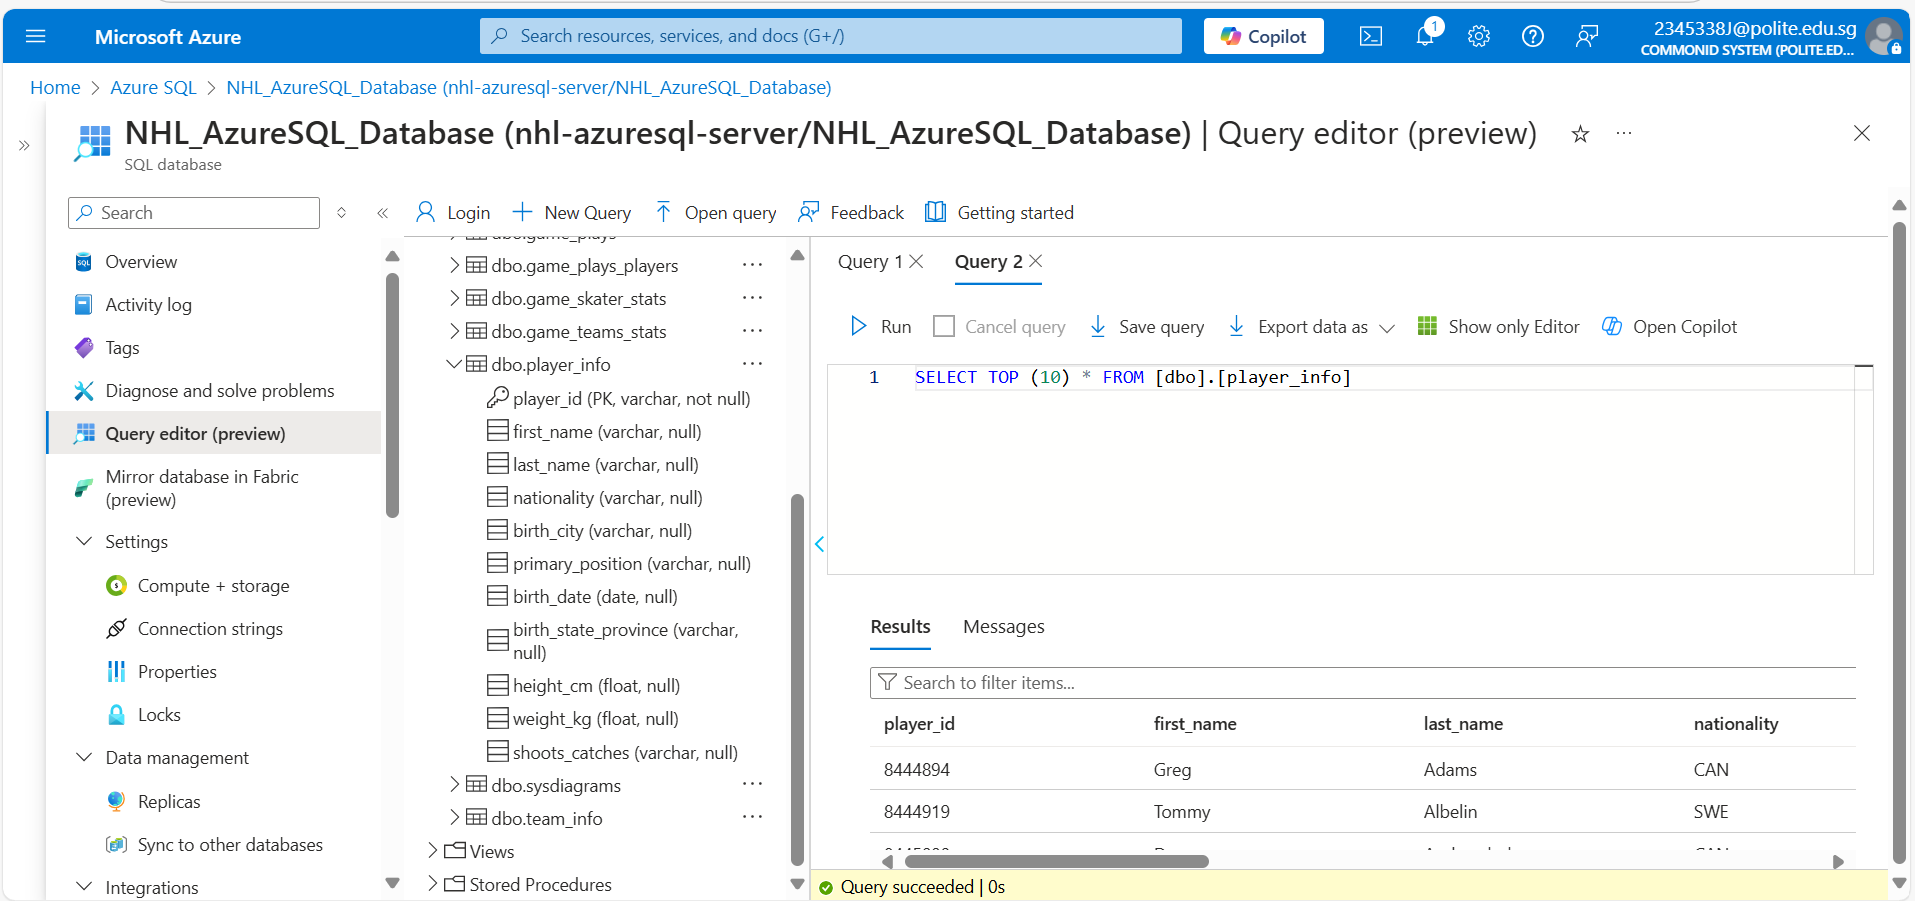 Microsoft Azure
Search resources, services, and docs (G+/)
Copilot
1
2345338J@polite.edu.sg
COMMONID SYSTEM (POLITE.ED...
Home > Azure SQL > NHL_AzureSQL_Database (nhl-azuresql-server/NHL_AzureSQL_Database)
NHL_AzureSQL_Database (nhl-azuresql-server/NHL_AzureSQL_Database) | Query editor (preview)
SQL database
Search
Login
New Query
Open query
Feedback
Getting started
Overview
Activity log
Tags
Diagnose and solve problems
Query editor (preview)
Mirror database in Fabric
(preview)
Settings
Compute + storage
Connection strings
Properties
Locks
Data management
Replicas
Sync to other databases
Integrations
dbo.game_plays
dbo.game_plays_players
dbo.game_skater_stats
dbo.game_teams_stats
dbo.player_info
player_id (PK, varchar, not null)
first_name (varchar, null)
last_name (varchar, null)
nationality (varchar, null)
birth_city (varchar, null)
primary_position (varchar, null)
birth_date (date, null)
birth_state_province (varchar,
null)
height_cm (float, null)
weight_kg (float, null)
shoots_catches (varchar, null)
dbo.sysdiagrams
dbo.team_info
Views
Stored Procedures
Query 1
Query 2
Run
Cancel query
Save query
Export data as
Show only Editor
Open Copilot
1 SELECT TOP (10) * FROM [dbo].[player_info]
Results
Messages
Search to filter items...
player_id first_name last_name nationality
8444894 Greg Adams CAN
8444919 Tommy Albelin SWE
Query succeeded | 0s